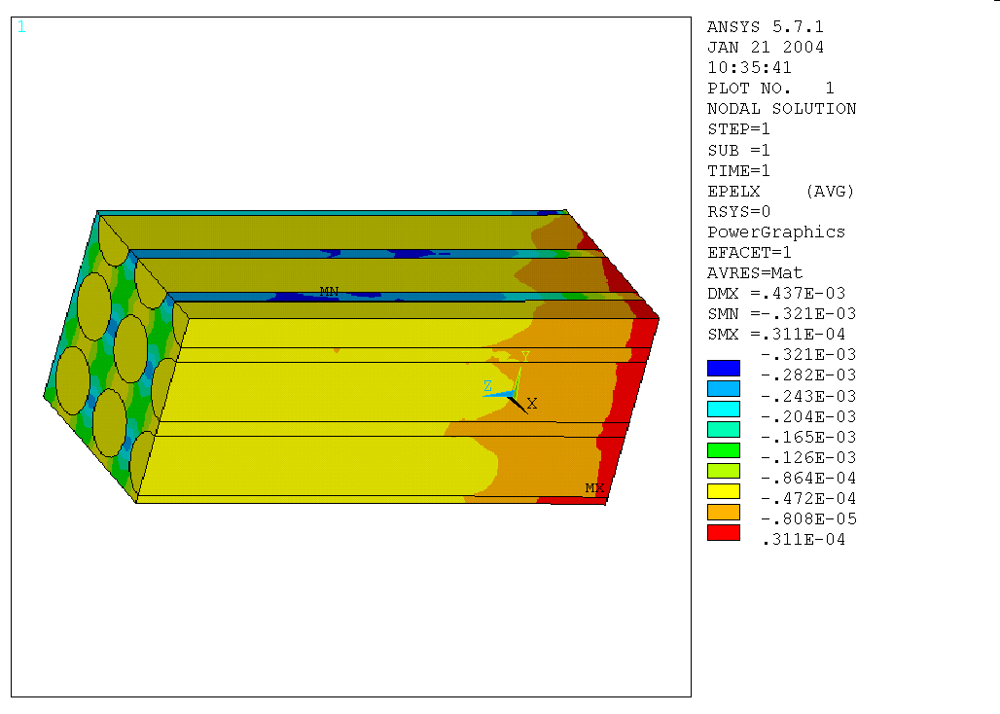 1
ANSYS 5.7.1
JAN 21 2004
10:35:41
PLOT NO.   1
NODAL SOLUTION
STEP=1
SUB =1
TIME=1
EPELX    (AVG)
RSYS=0
PowerGraphics
EFACET=1
AVRES=Mat
DMX =.437E-03
SMN =-.321E-03
SMX =.311E-04
-.321E-03
-.282E-03
-.243E-03
-.204E-03
-.165E-03
-.126E-03
-.864E-04
-.472E-04
-.808E-05
.311E-04
MN
Y
Z
X
MX